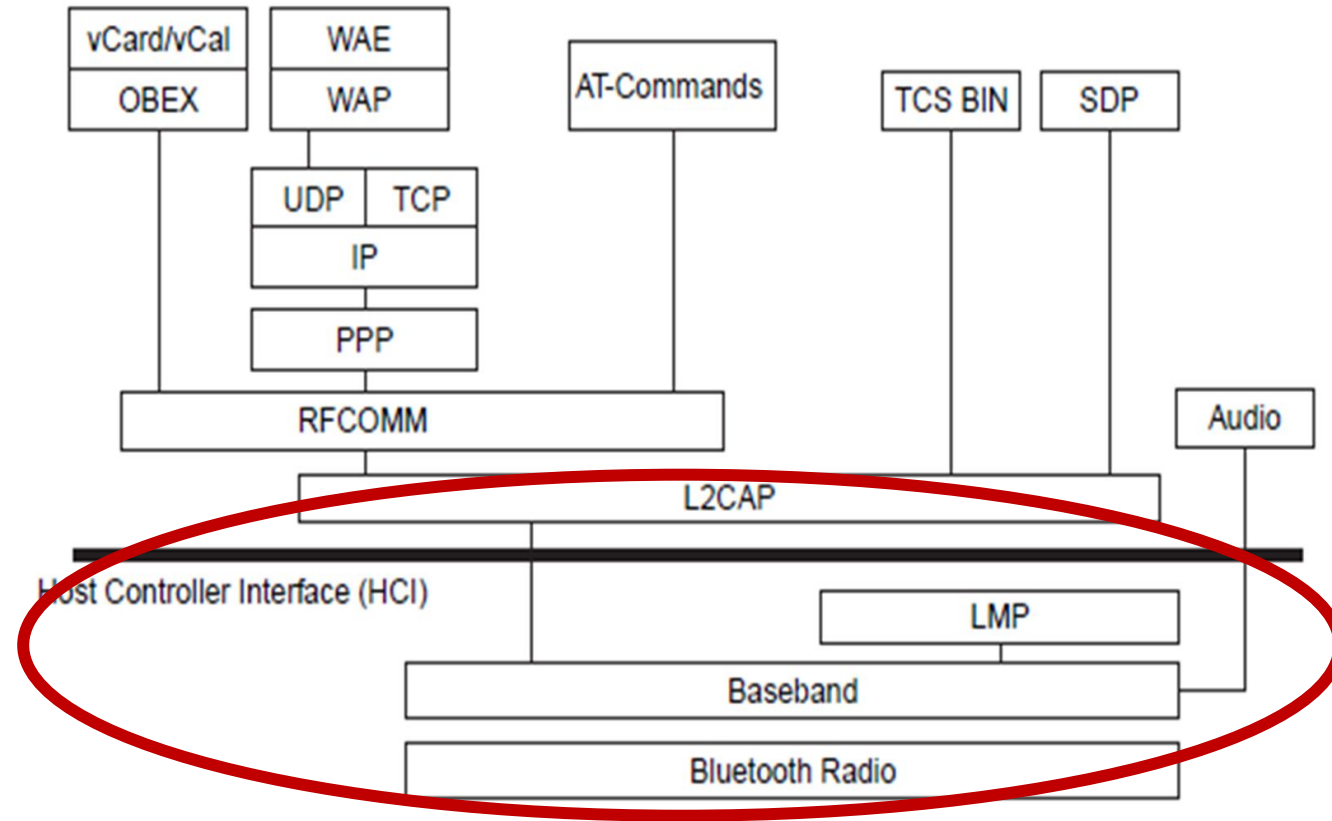 vCard/vCal
OBEX
WAE
WAP
AT-Commands
TCS BIN
SDP
UDP
TCP
IP
PPP
RFCOMM
Audio
L2CAP
Host Controller Interface (HCI)
LMP
Baseband
Bluetooth Radio